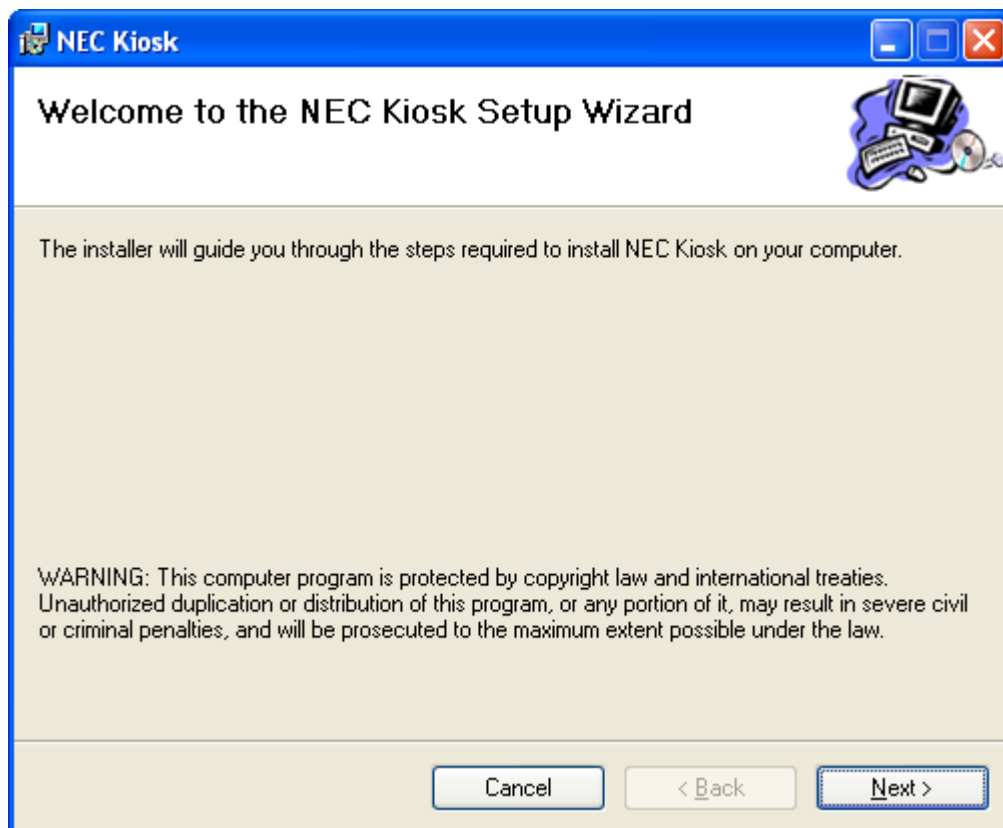 NEC Kiosk
Welcome to the NEC Kiosk Setup Wizard
The installer will guide you through the steps required to install NEC Kiosk on your computer.
WARNING: This computer program is protected by copyright law and international treaties.
Unauthorized duplication or distribution of this program, or any portion of it, may result in severe civil
or criminal penalties, and will be prosecuted to the maximum extent possible under the law.
Cancel < Back Next >